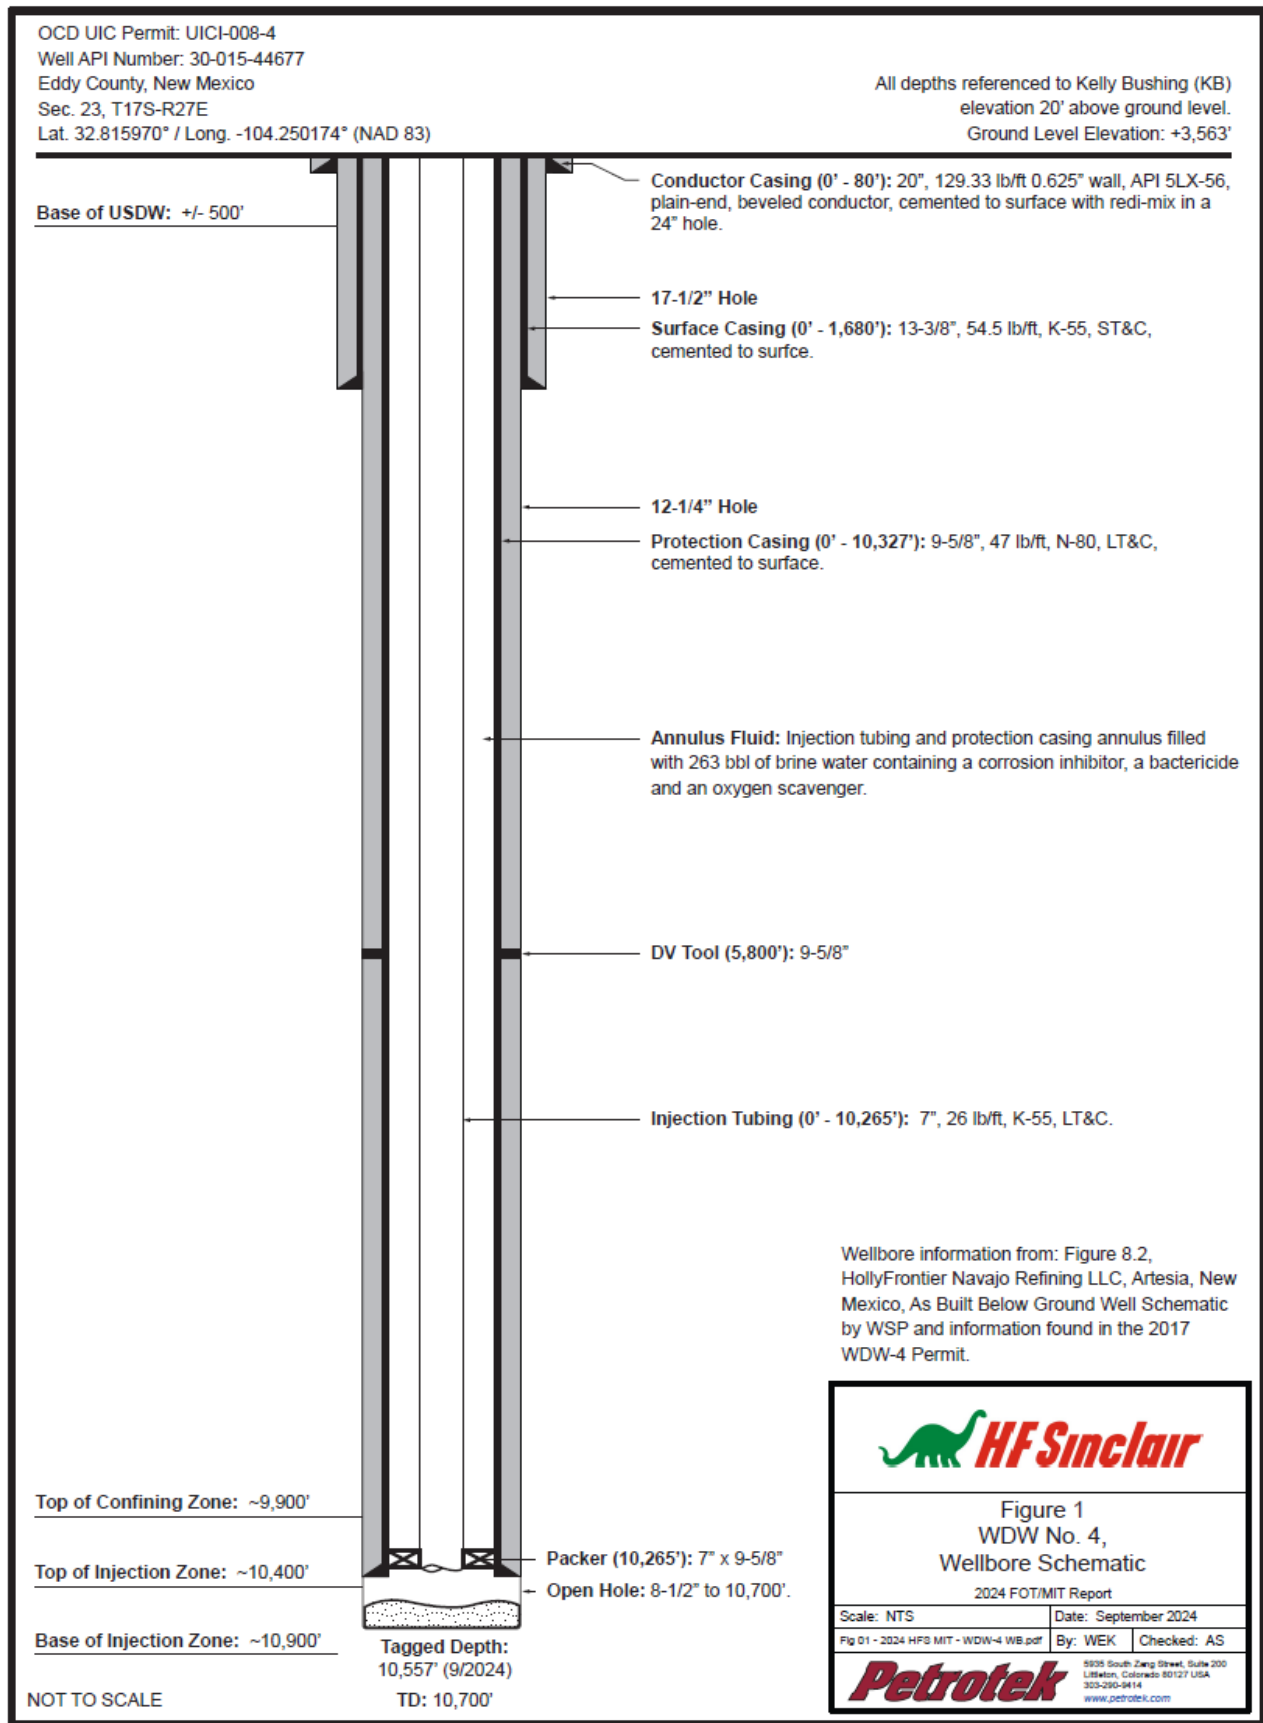 OCD UIC Permit: UICI-008-4
Well API Number: 30-015-44677
Eddy County, New Mexico
Sec. 23, T17S-R27E
Lat. 32.815970° / Long. -104.250174° (NAD 83)
All depths referenced to Kelly Bushing (KB)
elevation 20' above ground level.
Ground Level Elevation: +3,563'
Conductor Casing (0' - 80'): 20", 129.33 lb/ft 0.625" wall, API 5LX-56,
plain-end, beveled conductor, cemented to surface with redi-mix in a
24" hole.
Base of USDW: +/- 500'
17-1/2" Hole
Surface Casing (0' - 1,680'): 13-3/8", 54.5 lb/ft, K-55, ST&C,
cemented to surfce.
12-1/4" Hole
Protection Casing (0' - 10,327'): 9-5/8", 47 lb/ft, N-80, LT&C,
cemented to surface.
Annulus Fluid: Injection tubing and protection casing annulus filled
with 263 bbl of brine water containing a corrosion inhibitor, a bactericide
and an oxygen scavenger.
DV Tool (5,800'): 9-5/8"
Injection Tubing (0' - 10,265'): 7", 26 lb/ft, K-55, LT&C.
Wellbore information from: Figure 8.2,
HollyFrontier Navajo Refining LLC, Artesia, New
Mexico, As Built Below Ground Well Schematic
by WSP and information found in the 2017
WDW-4 Permit.
Top of Confining Zone: ~9,900'
Top of Injection Zone: ~10,400'
Base of Injection Zone: ~10,900'
Packer (10,265'): 7" x 9-5/8"
Open Hole: 8-1/2" to 10,700'.
Tagged Depth:
10,557' (9/2024)
TD: 10,700'
NOT TO SCALE
HF Sinclair
Figure 1
WDW No. 4,
Wellbore Schematic
2024 FOT/MIT Report
Scale: NTS
Date: September 2024
Fig 01 - 2024 HFS MIT - WDW-4 WB.pdf
By: WEK
Checked: AS
Petrotek
5935 South Zang Street, Suite 200
Littleton, Colorado 80127 USA
303-290-9414
www.petrotek.com